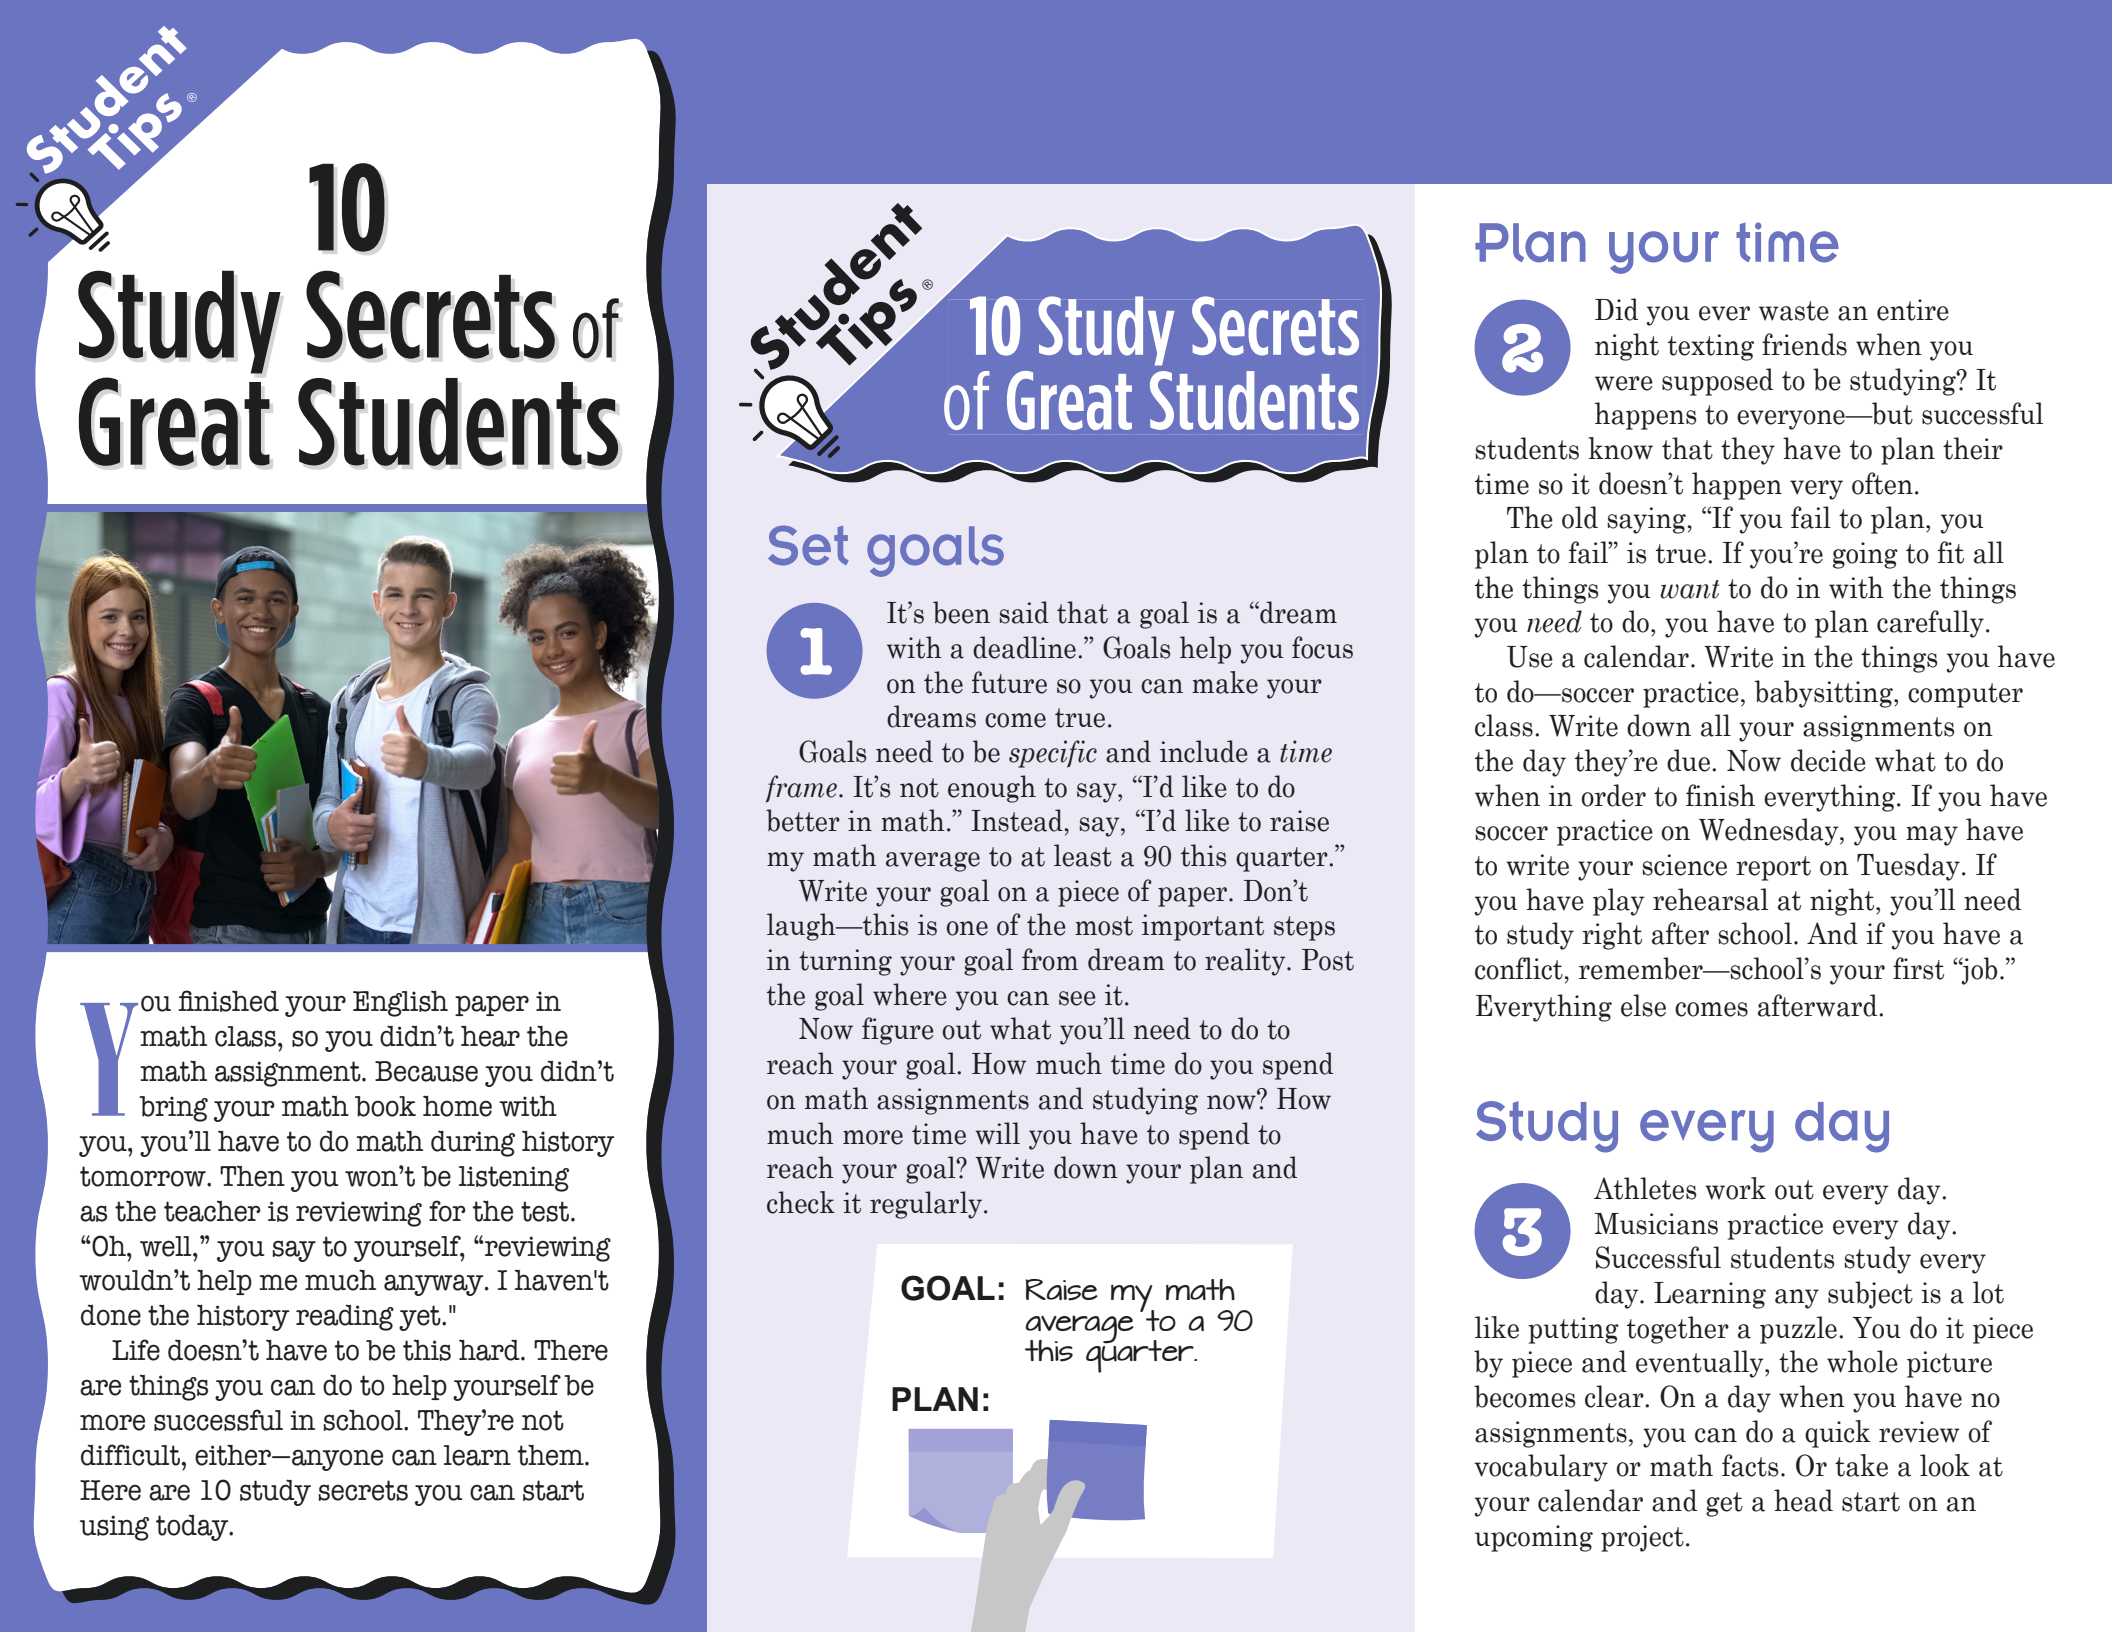 Student
Tips®
10
Study Secrets of
Great Students
You finished your English paper in
math class, so you didn’t hear the
math assignment. Because you didn’t
bring your math book home with
you, you’ll have to do math during history
tomorrow. Then you won’t be listening
as the teacher is reviewing for the test.
“Oh, well,” you say to yourself, “reviewing
wouldn’t help me much anyway. I haven't
done the history reading yet."
Life doesn’t have to be this hard. There
are things you can do to help yourself be
more successful in school. They’re not
difficult, either—anyone can learn them.
Here are 10 study secrets you can start
using today.
Student
Tips®
10 Study Secrets
of Great Students
Set goals
1
It’s been said that a goal is a “dream
with a deadline.” Goals help you focus
on the future so you can make your
dreams come true.
Goals need to be specific and include a time
frame. It’s not enough to say, “I’d like to do
better in math.” Instead, say, “I’d like to raise
my math average to at least a 90 this quarter.”
Write your goal on a piece of paper. Don’t
laugh—this is one of the most important steps
in turning your goal from dream to reality. Post
the goal where you can see it.
Now figure out what you’ll need to do to
reach your goal. How much time do you spend
on math assignments and studying now? How
much more time will you have to spend to
reach your goal? Write down your plan and
check it regularly.
GOAL: Raise my math
average to a 90
this quarter.
PLAN:
Plan your time
2
Did you ever waste an entire
night texting friends when you
were supposed to be studying? It
happens to everyone—but successful
students know that they have to plan their
time so it doesn’t happen very often.
The old saying, “If you fail to plan, you
plan to fail” is true. If you’re going to fit all
the things you want to do in with the things
you need to do, you have to plan carefully.
Use a calendar. Write in the things you have
to do—soccer practice, babysitting, computer
class. Write down all your assignments on
the day they’re due. Now decide what to do
when in order to finish everything. If you have
soccer practice on Wednesday, you may have
to write your science report on Tuesday. If
you have play rehearsal at night, you’ll need
to study right after school. And if you have a
conflict, remember—school’s your first “job.”
Everything else comes afterward.
Study every day
3
Athletes work out every day.
Musicians practice every day.
Successful students study every
day. Learning any subject is a lot
like putting together a puzzle. You do it piece
by piece and eventually, the whole picture
becomes clear. On a day when you have no
assignments, you can do a quick review of
vocabulary or math facts. Or take a look at
your calendar and get a head start on an
upcoming project.